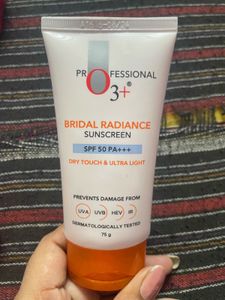 PROFESSIONAL
O3+®
BRIDAL RADIANCE
SUNSCREEN
SPF 50 PA+++
DRY TOUCH & ULTRA LIGHT
PREVENTS DAMAGE FROM
UVA UVB HEV IR
DERMATOLOGICALLY TESTED
75 g